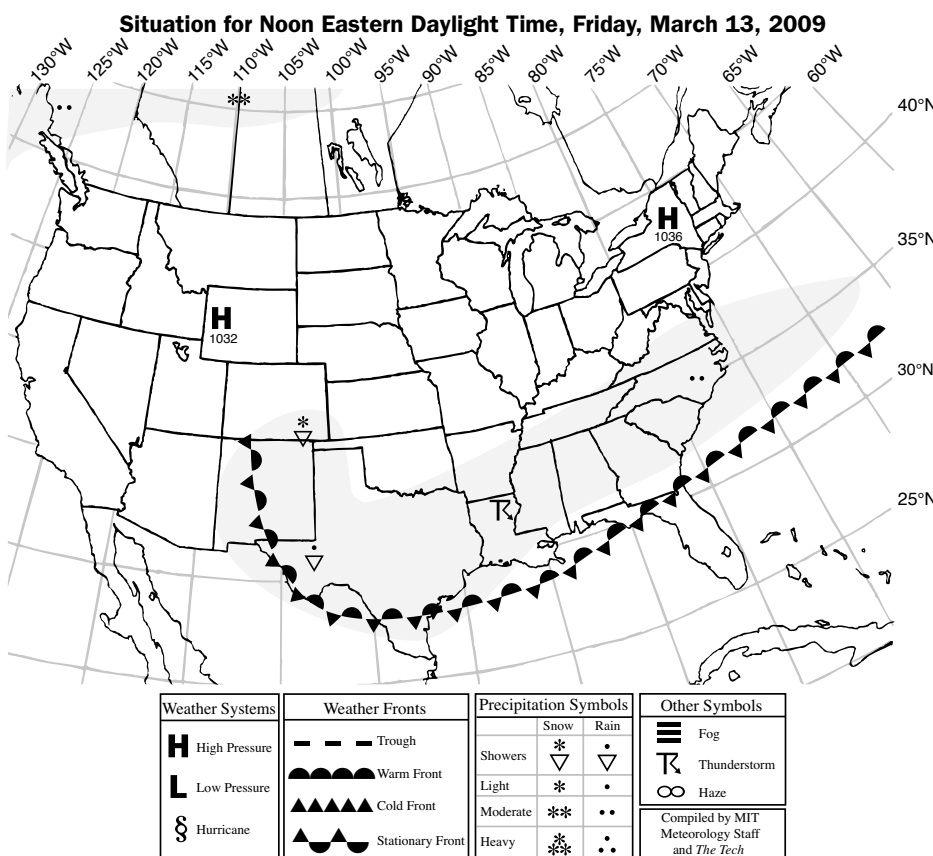 Situation for Noon Eastern Daylight Time, Friday, March 13, 2009
130°W
125°W
120°W
115°W
110°W
105°W
100°W
95°W
90°W
85°W
80°W
75°W
70°W
65°W
60°W
40°N
35°N
30°N
25°N
H
1036
H
1032
Weather Systems
H High Pressure
L Low Pressure
Hurricane
Weather Fronts
Trough
Warm Front
Cold Front
Stationary Front
Precipitation Symbols
Snow Rain
Showers
Light
Moderate
Heavy
Other Symbols
Fog
Thunderstorm
Haze
Compiled by MIT
Meteorology Staff
and The Tech